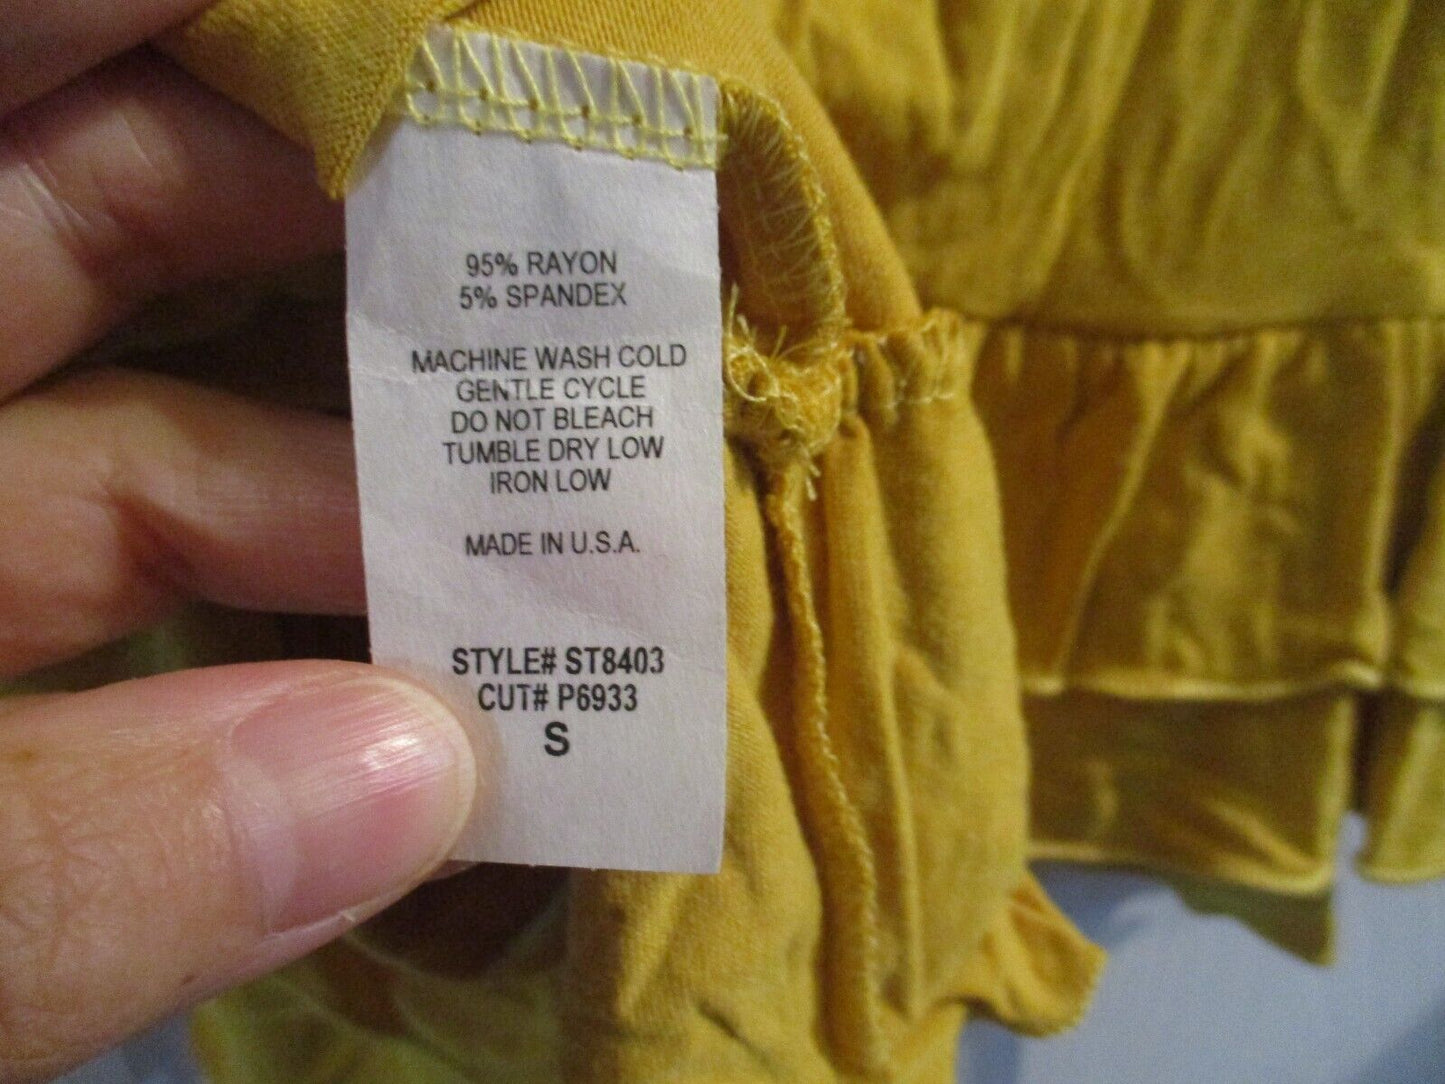 95% RAYON
5% SPANDEX
MACHINE WASH COLD
GENTLE CYCLE
DO NOT BLEACH
TUMBLE DRY LOW
IRON LOW
MADE IN U.S.A.
STYLE# ST8403
CUT# P6933
S